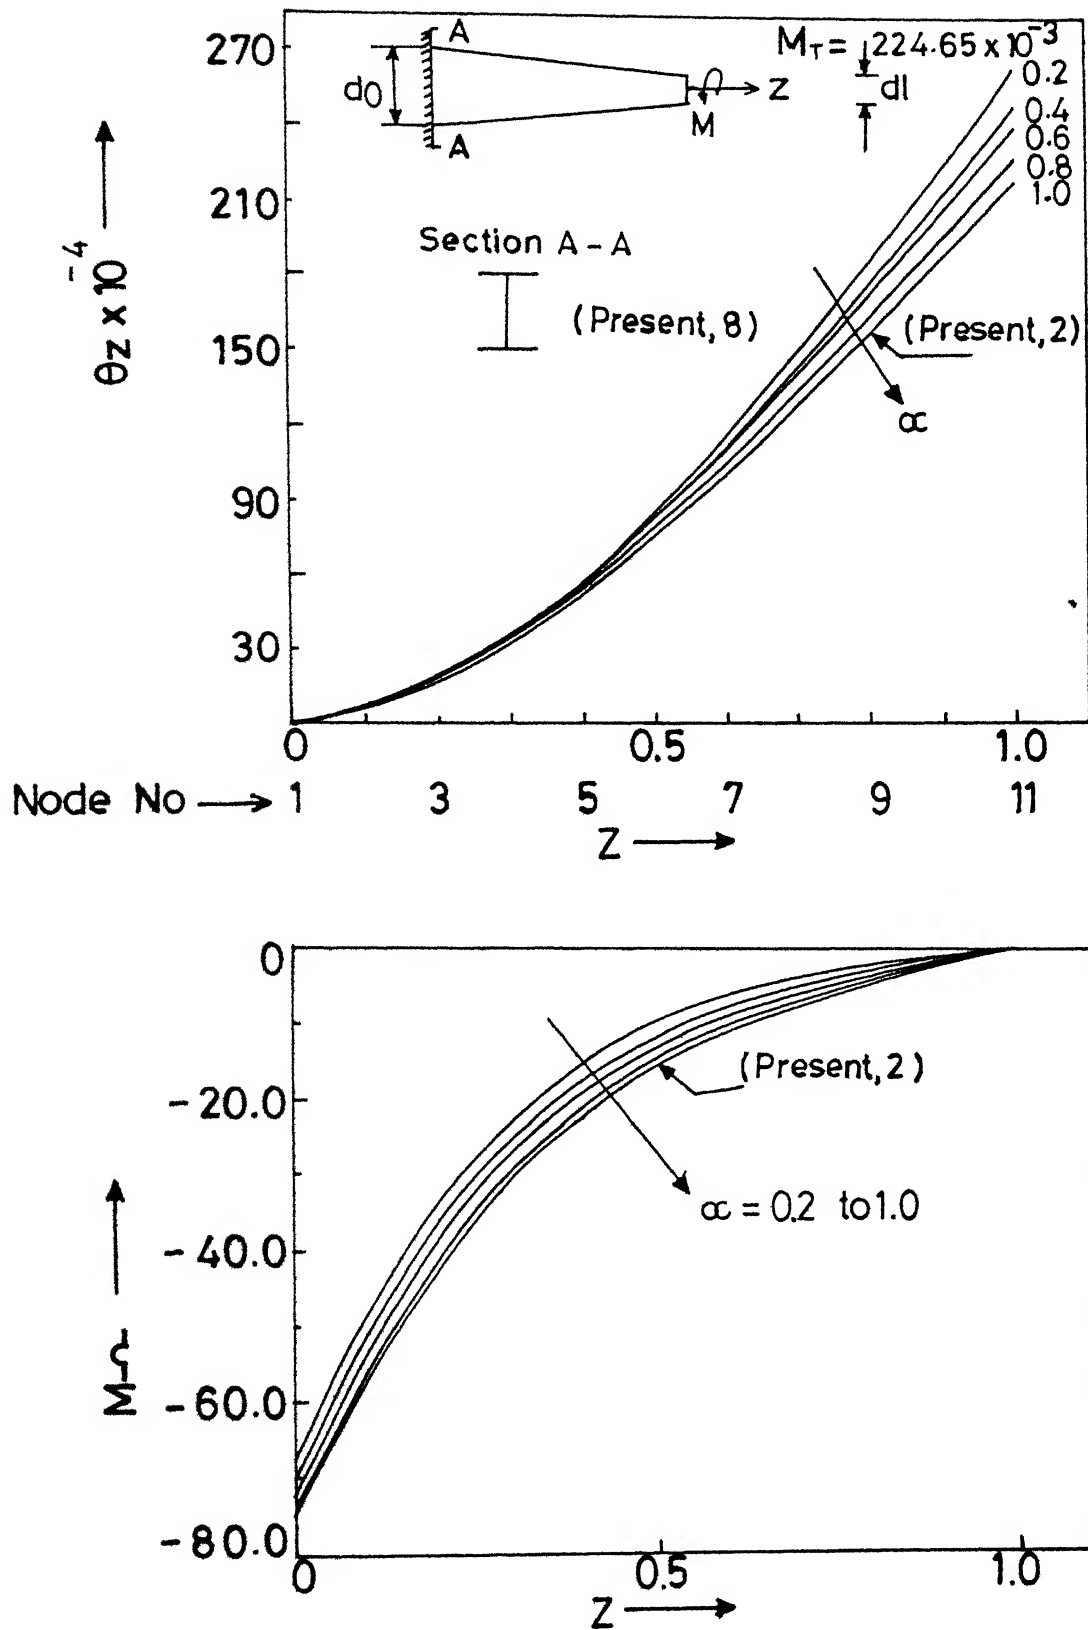 270
A
M_T = 224.65 x 10^-3
0.2
d0
z
dl
0.4
M
0.6
A
0.8
210
1.0
Section A-A
θz x 10^-4
(Present, 8)
(Present, 2)
150
α
90
30
0 0.5 1.0
Node No → 1 3 5 7 9 11
Z →
0
(Present, 2)
-20.0
α = 0.2 to 1.0
-40.0
-60.0
-80.0
0 0.5 1.0
Z →